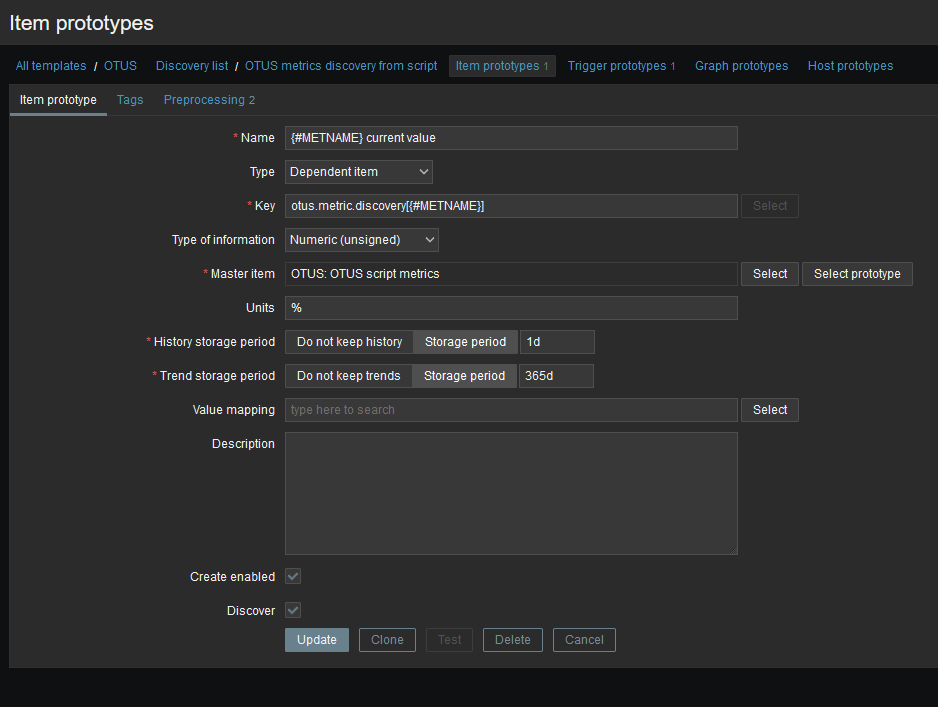 Item prototypes
All templates / OTUS Discovery list / OTUS metrics discovery from script Item prototypes 1 Trigger prototypes 1 Graph prototypes Host prototypes
Item prototype Tags Preprocessing 2
* Name {#METNAME} current value
Type Dependent item
* Key otus.metric.discovery[{#METNAME}] Select
Type of information Numeric (unsigned)
* Master item OTUS: OTUS script metrics Select Select prototype
Units %
* History storage period Do not keep history Storage period 1d
* Trend storage period Do not keep trends Storage period 365d
Value mapping type here to search Select
Description
Create enabled
Discover
Update Clone Test Delete Cancel